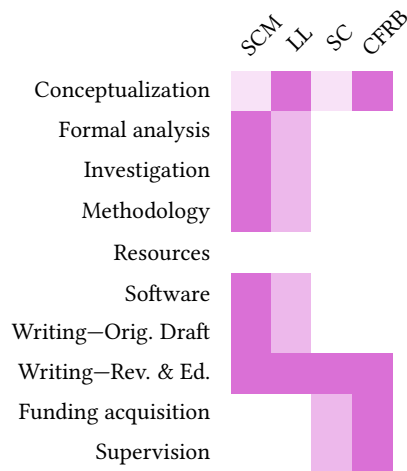 SCM LL SC CFRB
Conceptualization
Formal analysis
Investigation
Methodology
Resources
Software
Writing—Orig. Draft
Writing—Rev. & Ed.
Funding acquisition
Supervision